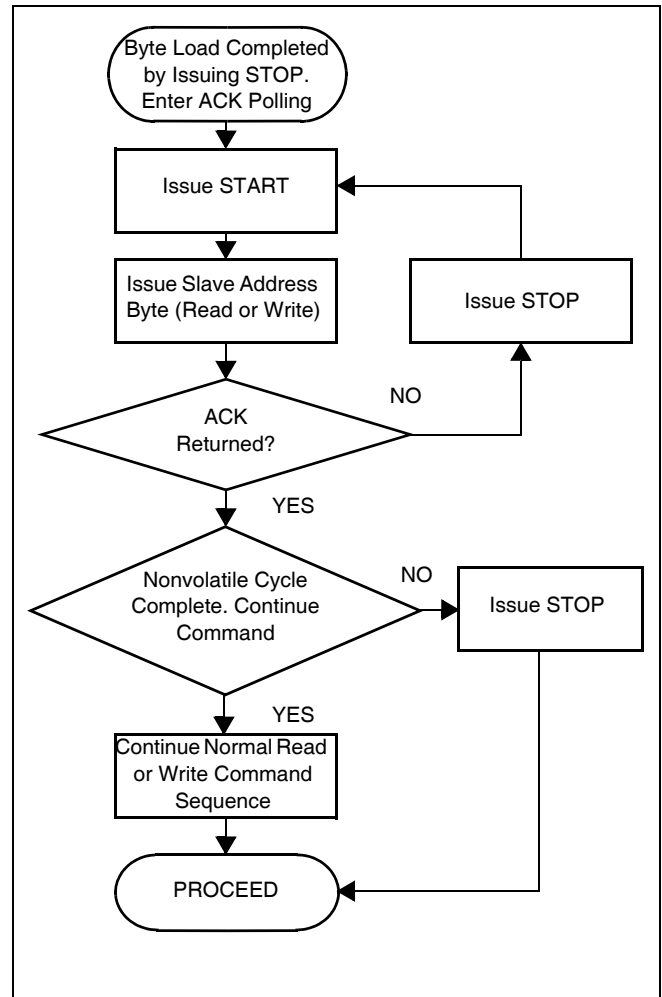 Byte Load Completed
by Issuing STOP.
Enter ACK Polling
Issue START
Issue Slave Address
Byte (Read or Write)
Issue STOP
ACK
Returned?
NO
YES
Nonvolatile Cycle
Complete. Continue
Command
NO
Issue STOP
YES
Continue Normal Read
or Write Command
Sequence
PROCEED